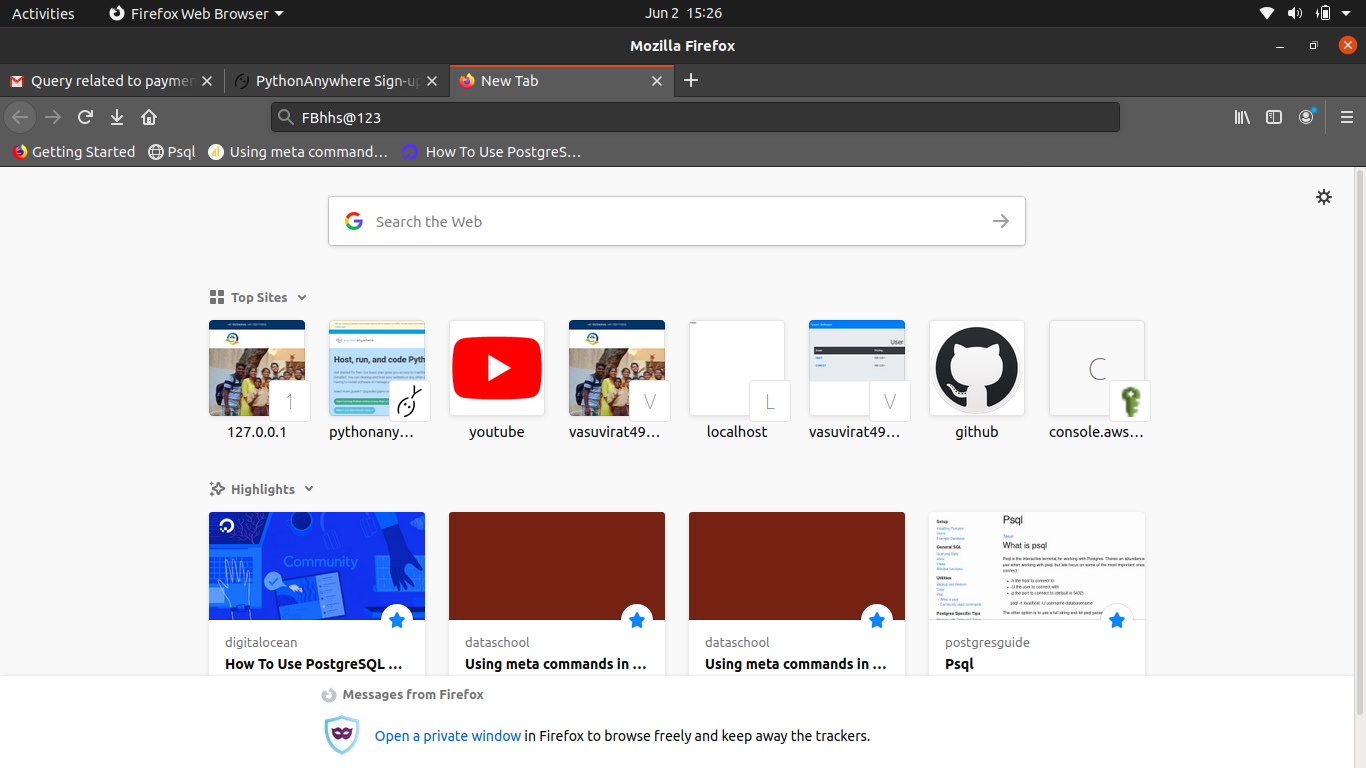 Activities Firefox Web Browser Jun 2 15:26
Mozilla Firefox
Query related to paymen PythonAnywhere Sign-up New Tab
FBhhs@123
Getting Started Psql Using meta command… How To Use PostgreS…
Search the Web
Top Sites
Host, run, and code Pyth
User
1 V L V C
127.0.0.1 pythonany… youtube vasuvirat49… localhost vasuvirat49… github console.aws…
Highlights
Community
Psql
What is psql
digitalocean dataschool dataschool postgresguide
How To Use PostgreSQL … Using meta commands in … Using meta commands in … Psql
Messages from Firefox
Open a private window in Firefox to browse freely and keep away the trackers.